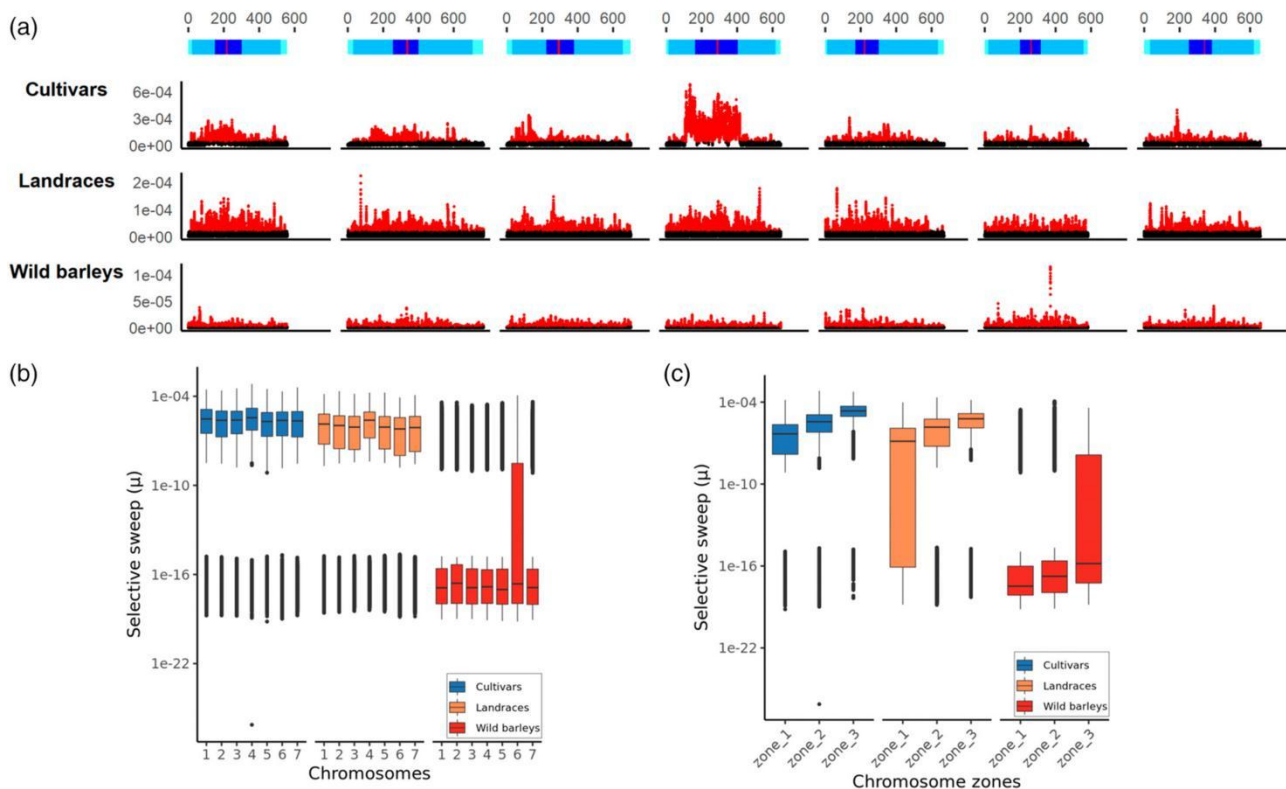 (a)
0 200 400 600 0 200 400 600 0 200 400 600 0 200 400 600 0 200 400 600 0 200 400 600 0 200 400 600
Cultivars
6e-04
3e-04
0e+00
Landraces
2e-04
1e-04
0e+00
Wild barleys
1e-04
5e-05
0e+00
(b)
Selective sweep (μ)
1e-04
1e-10
1e-16
1e-22
Cultivars
Landraces
Wild barleys
1 2 3 4 5 6 7 1 2 3 4 5 6 7 1 2 3 4 5 6 7
Chromosomes
(c)
Selective sweep (μ)
1e-04
1e-10
1e-16
1e-22
Cultivars
Landraces
Wild barleys
zone_1 zone_2 zone_3 zone_1 zone_2 zone_3 zone_1 zone_2 zone_3
Chromosome zones